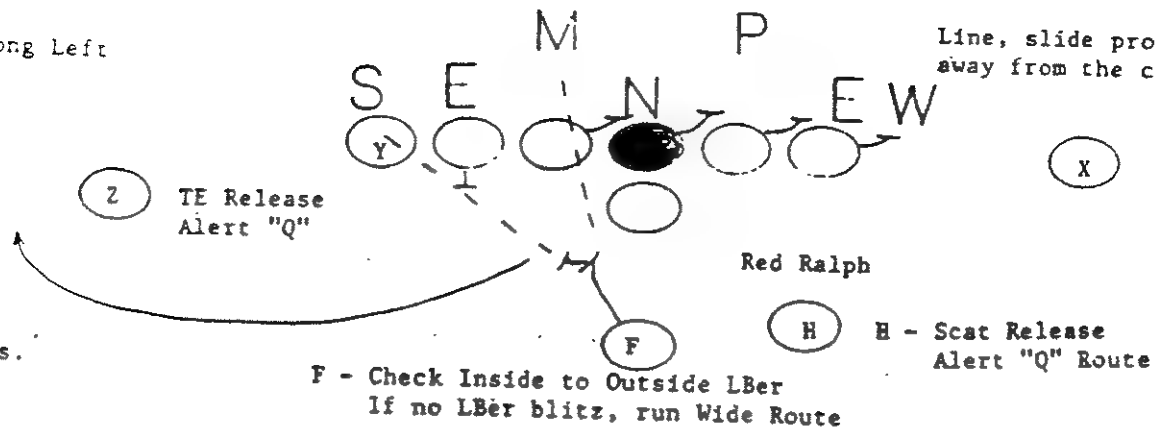 ong Left
M
P
Line, slide pro
away from the c
S E N E W
Y
X
Z
TE Release
Alert "Q"
Red Ralph
F
H
H - Scat Release
Alert "Q" Route
s.
F - Check Inside to Outside LBer
If no LBer blitz, run Wide Route